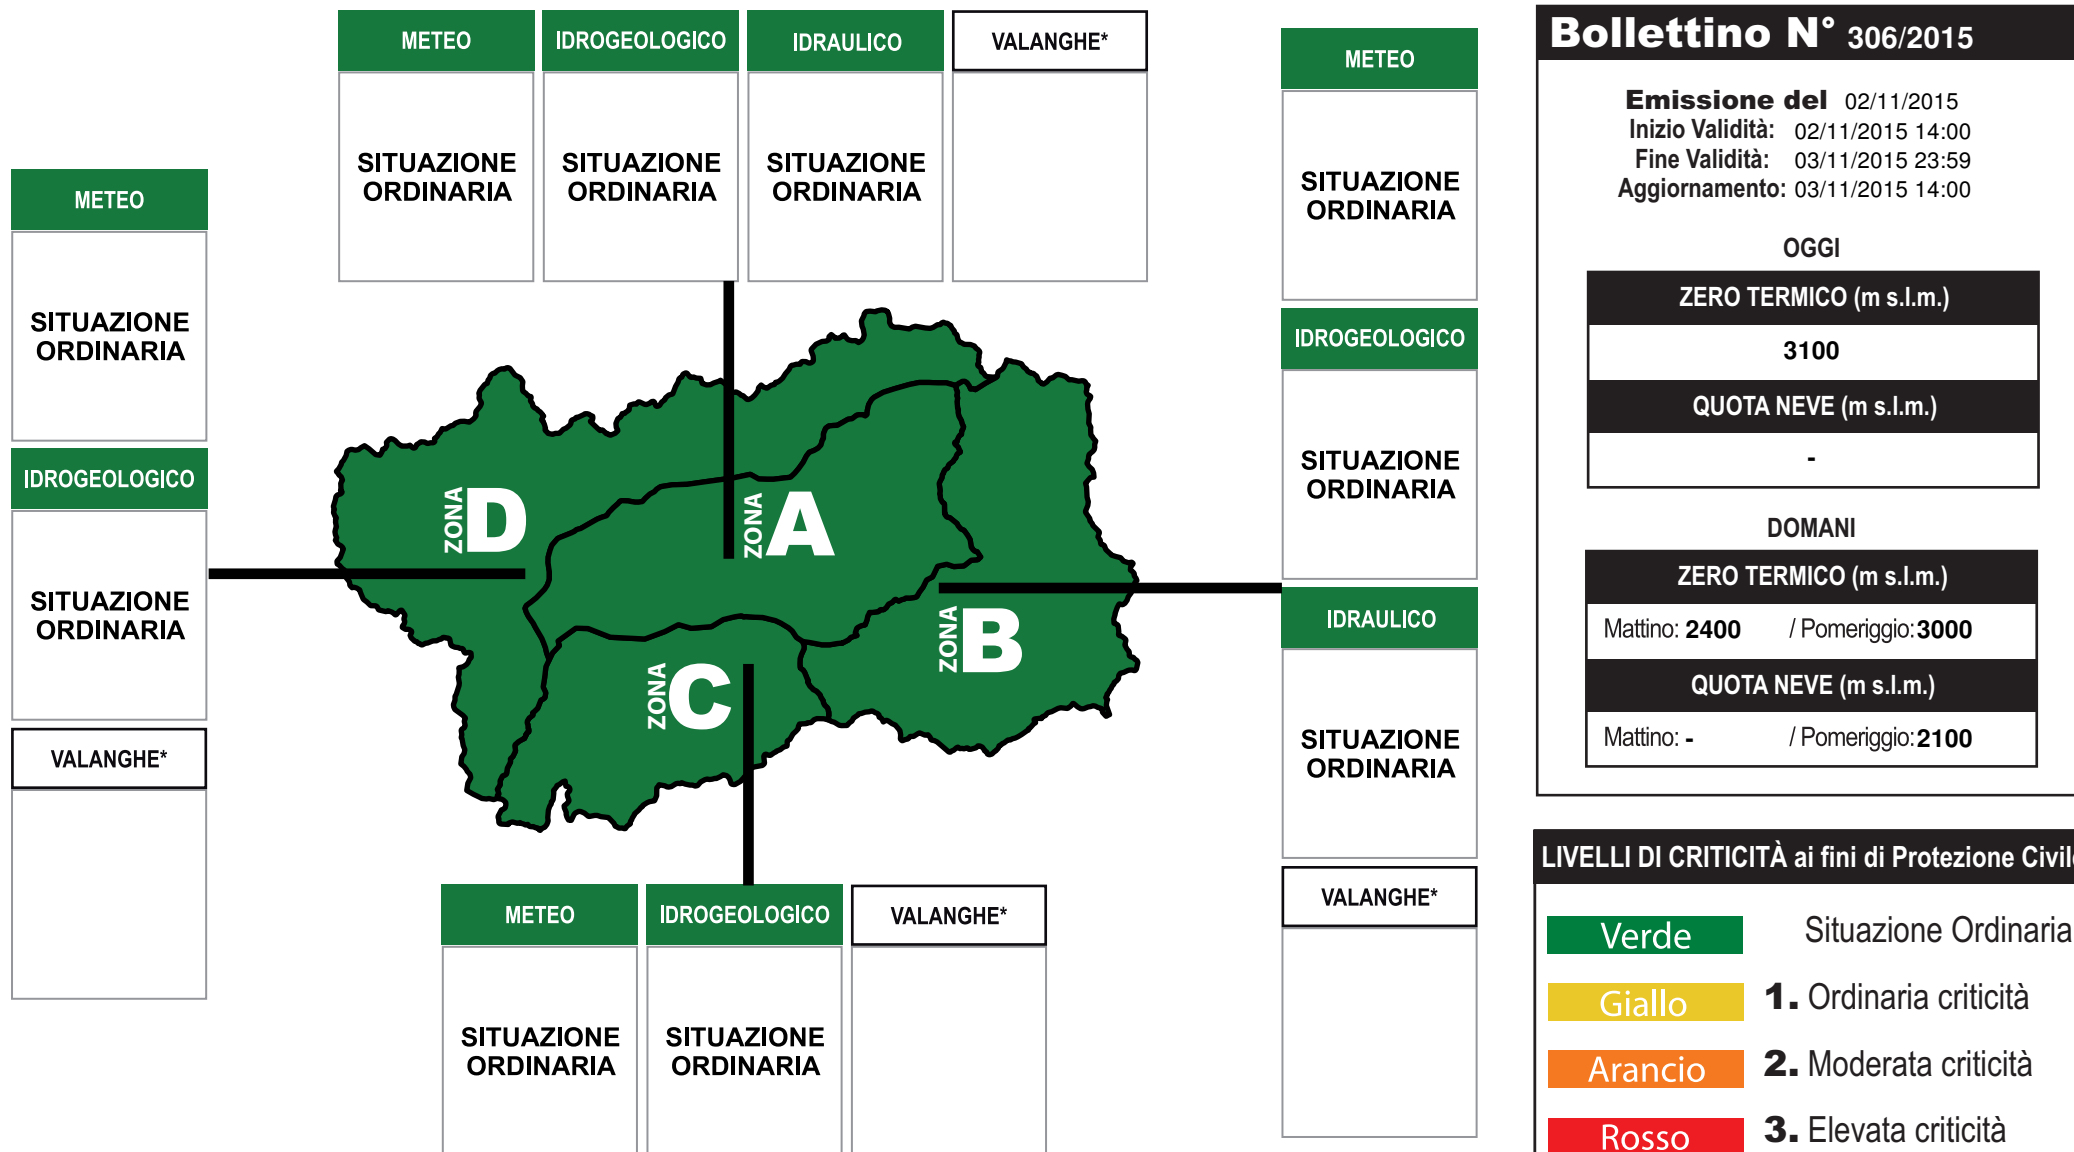 METEO
IDROGEOLOGICO
IDRAULICO
VALANGHE*
SITUAZIONE
ORDINARIA
SITUAZIONE
ORDINARIA
SITUAZIONE
ORDINARIA
METEO
SITUAZIONE
ORDINARIA
IDROGEOLOGICO
SITUAZIONE
ORDINARIA
VALANGHE*
ZONA D
ZONA A
ZONA B
ZONA C
METEO
SITUAZIONE
ORDINARIA
IDROGEOLOGICO
SITUAZIONE
ORDINARIA
IDRAULICO
SITUAZIONE
ORDINARIA
VALANGHE*
METEO
IDROGEOLOGICO
VALANGHE*
SITUAZIONE
ORDINARIA
SITUAZIONE
ORDINARIA
Bollettino N° 306/2015
Emissione del 02/11/2015
Inizio Validità: 02/11/2015 14:00
Fine Validità: 03/11/2015 23:59
Aggiornamento: 03/11/2015 14:00
OGGI
ZERO TERMICO (m s.l.m.)
3100
QUOTA NEVE (m s.l.m.)
-
DOMANI
ZERO TERMICO (m s.l.m.)
Mattino: 2400 / Pomeriggio: 3000
QUOTA NEVE (m s.l.m.)
Mattino: - / Pomeriggio: 2100
LIVELLI DI CRITICITÀ ai fini di Protezione Civile
Verde Situazione Ordinaria
Giallo 1. Ordinaria criticità
Arancio 2. Moderata criticità
Rosso 3. Elevata criticità